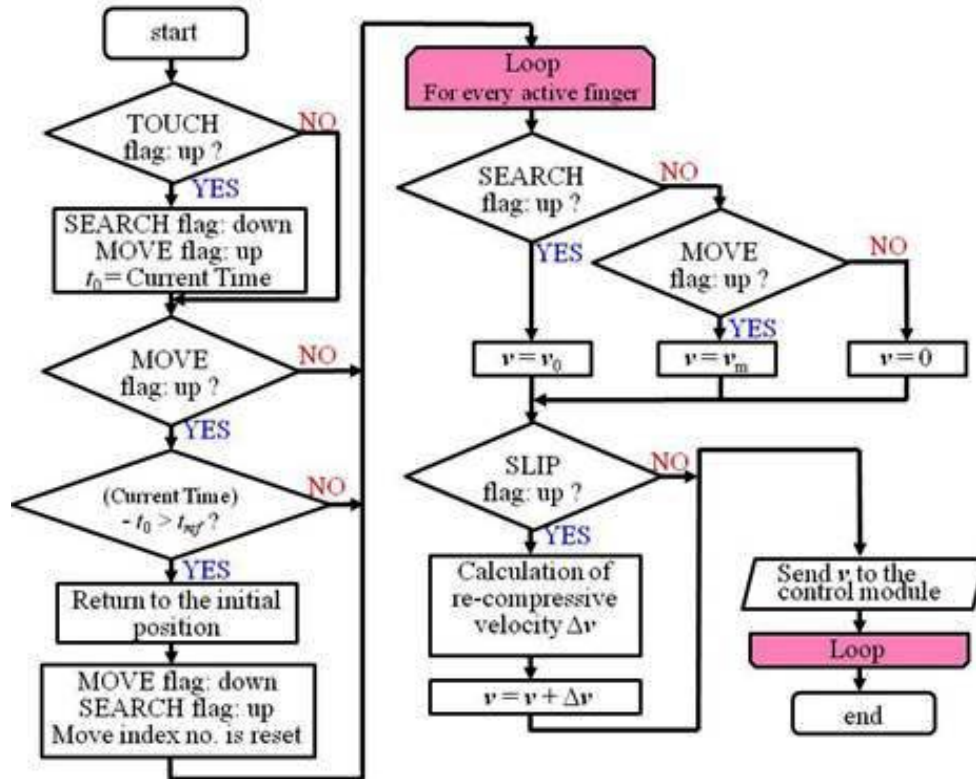 start
TOUCH
flag: up ?
NO
YES
SEARCH flag: down
MOVE flag: up
t0 = Current Time
MOVE
flag: up ?
NO
YES
(Current Time)
- t0 > tref ?
NO
YES
Return to the initial
position
MOVE flag: down
SEARCH flag: up
Move index no. is reset
Loop
For every active finger
SEARCH
flag: up ?
NO
YES
MOVE
flag: up ?
NO
YES
v = v0
v = vm
v = 0
SLIP
flag: up ?
NO
YES
Calculation of
re-compressive
velocity Δv
v = v + Δv
Send v to the
control module
Loop
end